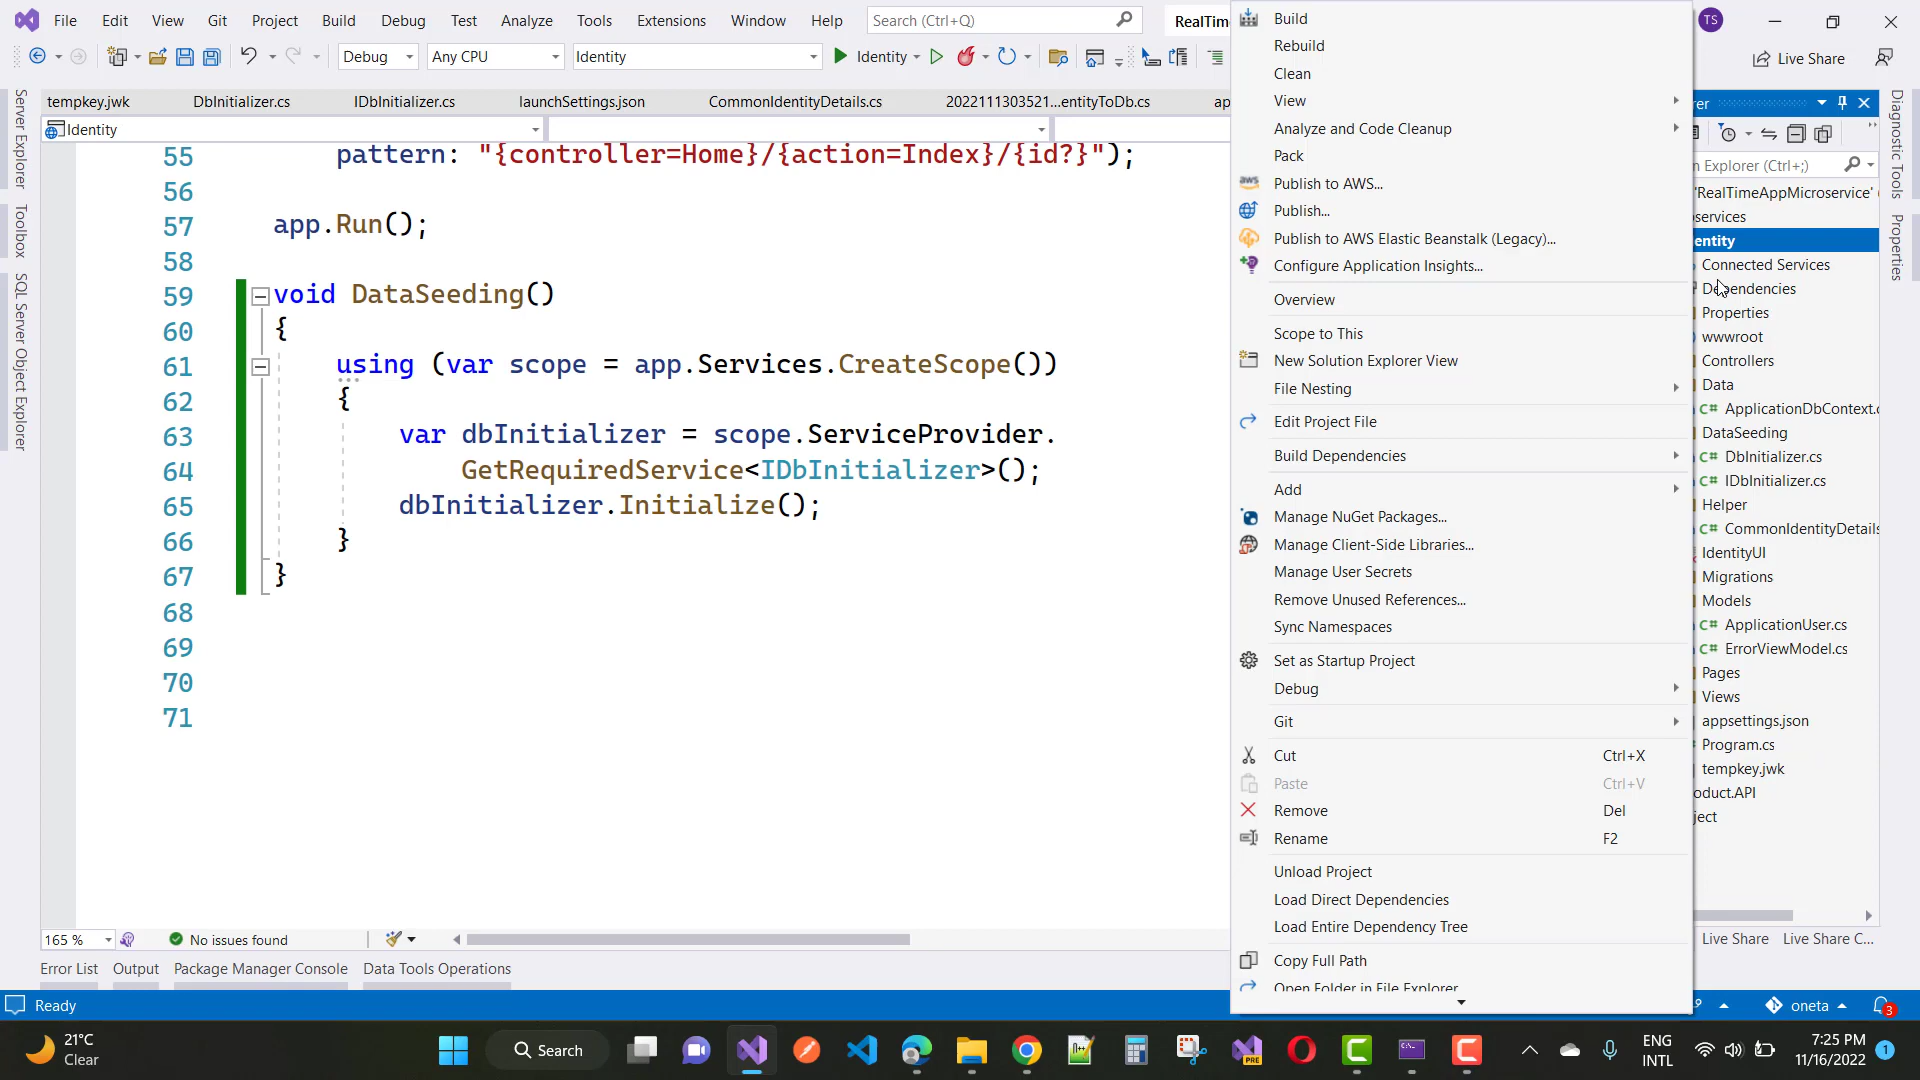 File Edit View Git Project Build Debug Test Analyze Tools Extensions Window Help Search (Ctrl+Q) RealTime TS
Debug Any CPU Identity Identity Live Share
tempkey.jwk DbInitializer.cs IDbInitializer.cs launchSettings.json CommonIdentityDetails.cs 2022111303521...entityToDb.cs ap
Identity
55 pattern: "{controller=Home}/{action=Index}/{id?}");
56
57 app.Run();
58
59 void DataSeeding()
60 {
61 using (var scope = app.Services.CreateScope())
62 {
63 var dbInitializer = scope.ServiceProvider.
64 GetRequiredService<IDbInitializer>();
65 dbInitializer.Initialize();
66 }
67 }
68
69
70
71
Server Explorer
Toolbox
SQL Server Object Explorer
Build
Rebuild
Clean
View
Analyze and Code Cleanup
Pack
aws Publish to AWS...
Publish...
Publish to AWS Elastic Beanstalk (Legacy)...
Configure Application Insights...
Overview
Scope to This
New Solution Explorer View
File Nesting
Edit Project File
Build Dependencies
Add
Manage NuGet Packages...
Manage Client-Side Libraries...
Manage User Secrets
Remove Unused References...
Sync Namespaces
Set as Startup Project
Debug
Git
Cut Ctrl+X
Paste Ctrl+V
Remove Del
Rename F2
Unload Project
Load Direct Dependencies
Load Entire Dependency Tree
Copy Full Path
Open Folder in File Explorer
rer
n Explorer (Ctrl+;)
'RealTimeAppMicroservice' (
services
entity
Connected Services
Dependencies
Properties
wwwroot
Controllers
Data
C# ApplicationDbContext.c
DataSeeding
C# DbInitializer.cs
C# IDbInitializer.cs
Helper
C# CommonIdentityDetails
IdentityUI
Migrations
Models
C# ApplicationUser.cs
C# ErrorViewModel.cs
Pages
Views
appsettings.json
Program.cs
tempkey.jwk
oduct.API
ject
Live Share Live Share C...
Diagnostic Tools
Properties
165 % No issues found
Error List Output Package Manager Console Data Tools Operations
Ready oneta 3
21°C
Clear
Search
PRE
ENG
INTL
7:25 PM
11/16/2022
1